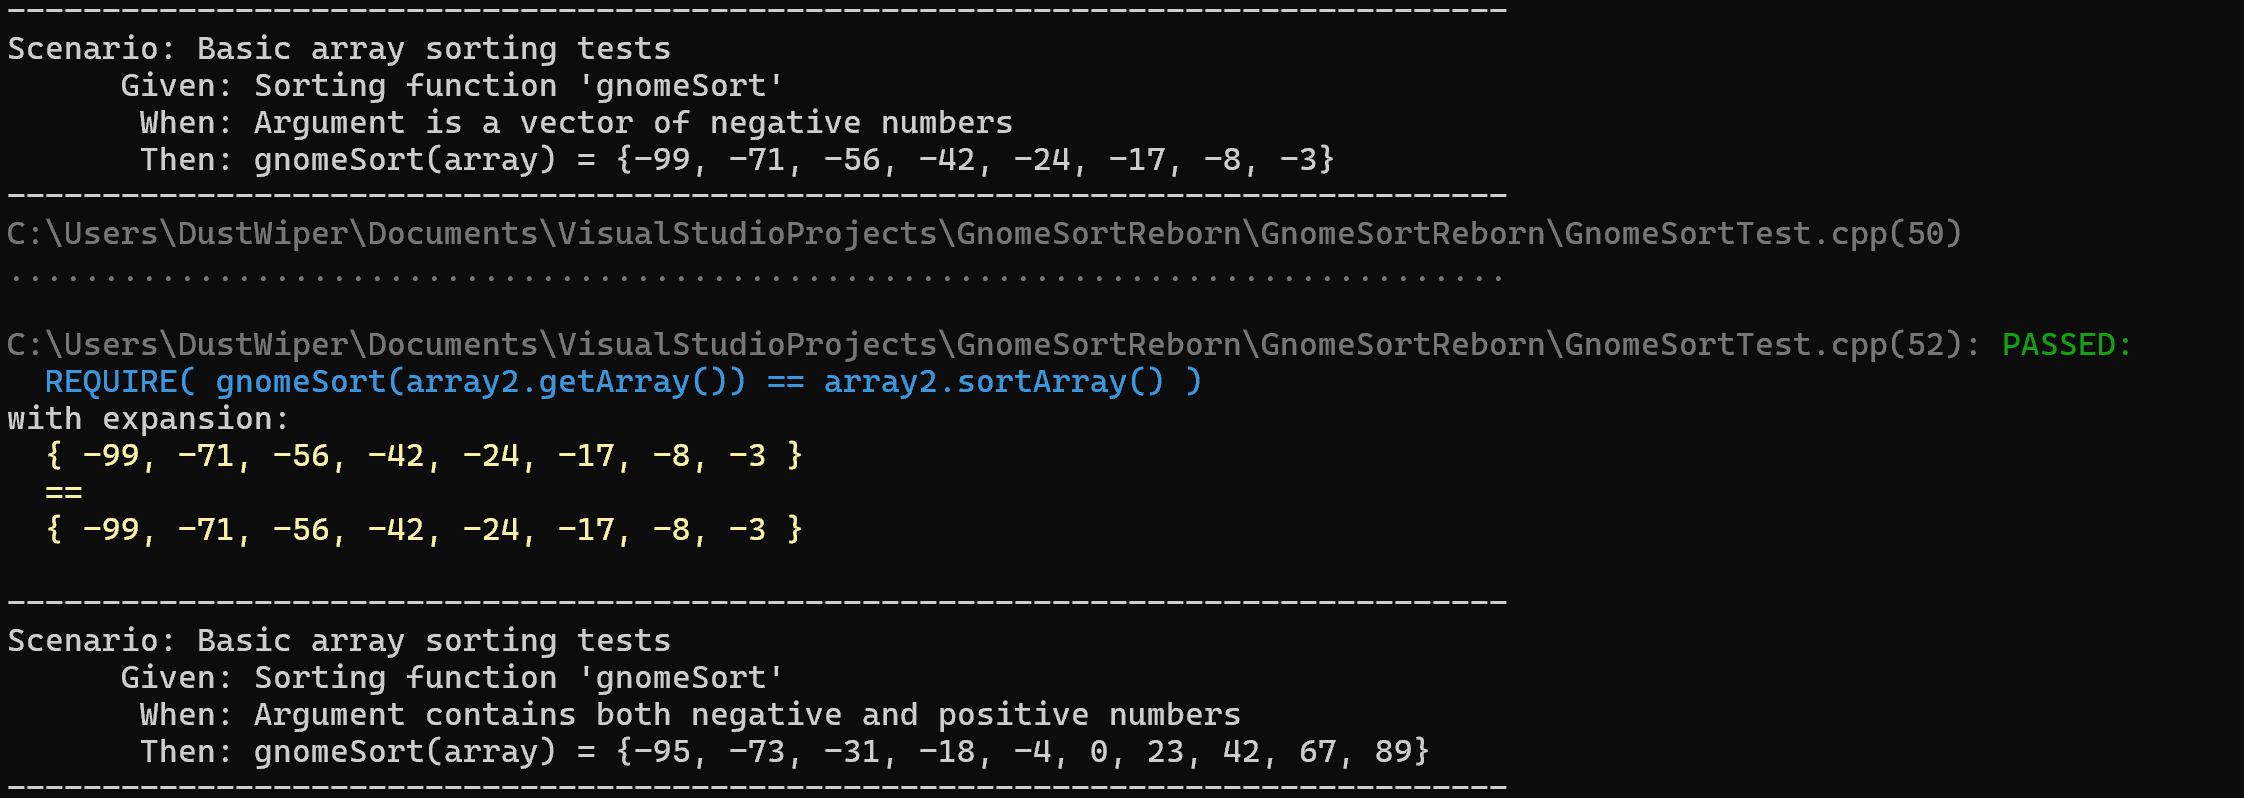 -------------------------------------------------------------------------------
Scenario: Basic array sorting tests
      Given: Sorting function 'gnomeSort'
       When: Argument is a vector of negative numbers
       Then: gnomeSort(array) = {-99, -71, -56, -42, -24, -17, -8, -3}
-------------------------------------------------------------------------------
C:\Users\DustWiper\Documents\VisualStudioProjects\GnomeSortReborn\GnomeSortReborn\GnomeSortTest.cpp(50)
...............................................................................
C:\Users\DustWiper\Documents\VisualStudioProjects\GnomeSortReborn\GnomeSortReborn\GnomeSortTest.cpp(52): PASSED:
  REQUIRE( gnomeSort(array2.getArray()) == array2.sortArray() )
with expansion:
  { -99, -71, -56, -42, -24, -17, -8, -3 }
  ==
  { -99, -71, -56, -42, -24, -17, -8, -3 }
-------------------------------------------------------------------------------
Scenario: Basic array sorting tests
      Given: Sorting function 'gnomeSort'
       When: Argument contains both negative and positive numbers
       Then: gnomeSort(array) = {-95, -73, -31, -18, -4, 0, 23, 42, 67, 89}
-------------------------------------------------------------------------------